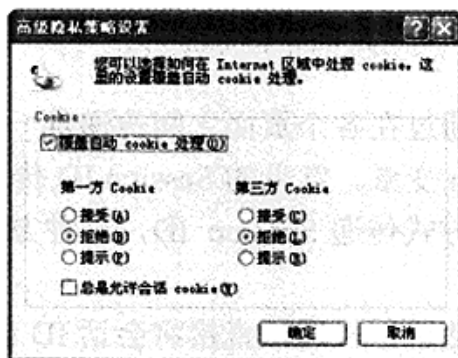 高级隐私策略设置
您可以选择如何在 Internet 区域中处理 cookie。这
里的设置覆盖自动 cookie 处理。
Cookie
覆盖自动 cookie 处理(O)
第一方 Cookie
第三方 Cookie
接受(A)
接受(C)
拒绝(B)
拒绝(L)
提示(P)
提示(R)
总是允许会话 cookie(W)
确定
取消